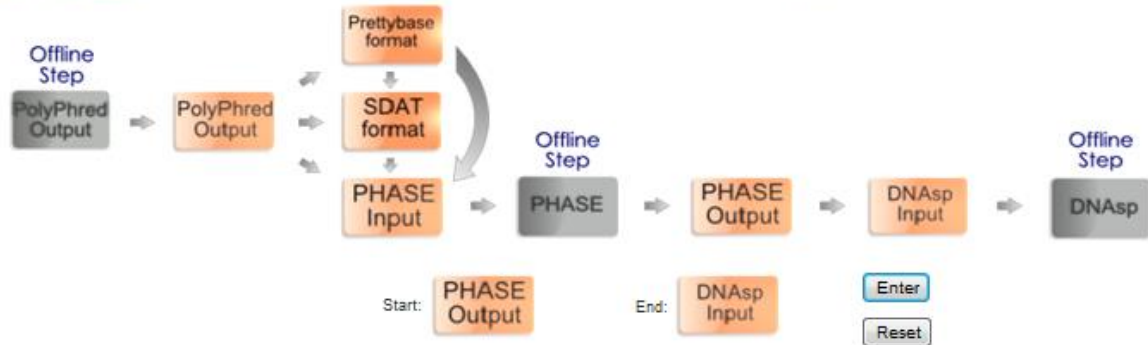 Prettybase
format
Offline
Step
PolyPhred
Output
PolyPhred
Output
SDAT
format
PHASE
Input
Offline
Step
PHASE
PHASE
Output
DNAsp
Input
Offline
Step
DNAsp
Start:
PHASE
Output
End:
DNAsp
Input
Enter
Reset